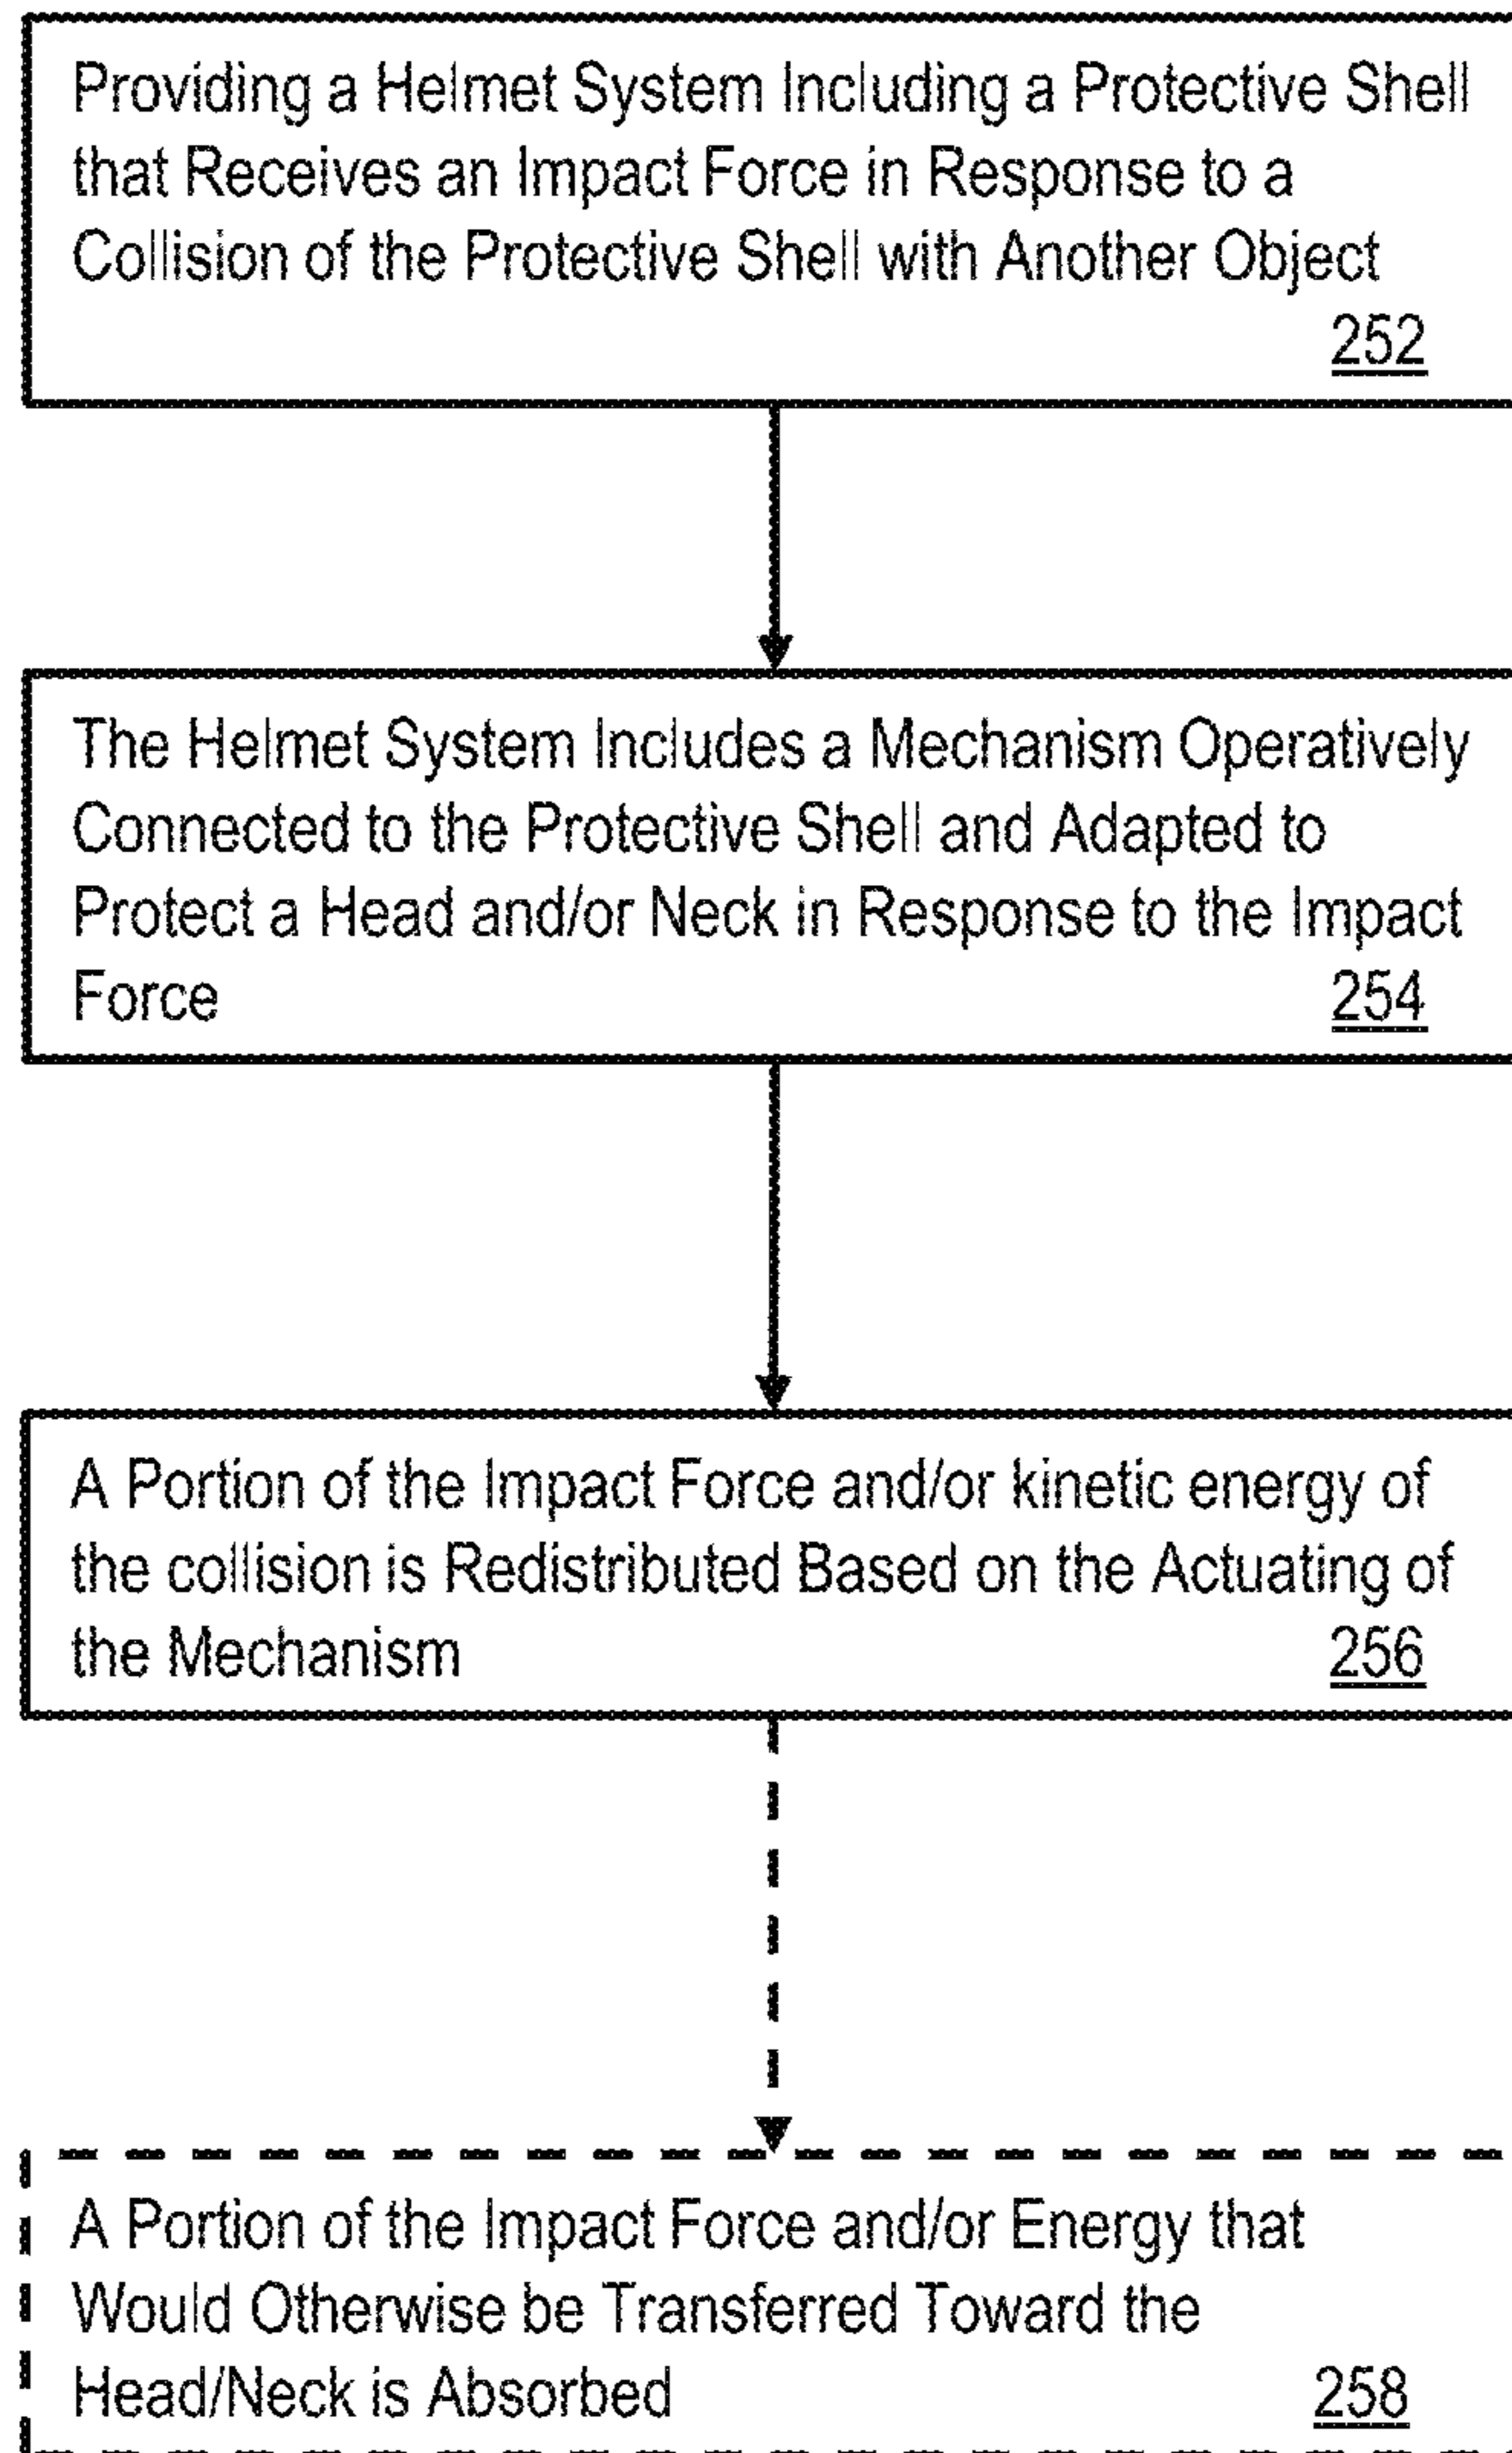 Providing a Helmet System Including a Protective Shell
that Receives an Impact Force in Response to a
Collision of the Protective Shell with Another Object
252
The Helmet System Includes a Mechanism Operatively
Connected to the Protective Shell and Adapted to
Protect a Head and/or Neck in Response to the Impact
Force 254
A Portion of the Impact Force and/or kinetic energy of
the collision is Redistributed Based on the Actuating of
the Mechanism 256
A Portion of the Impact Force and/or Energy that
Would Otherwise be Transferred Toward the
Head/Neck is Absorbed 258